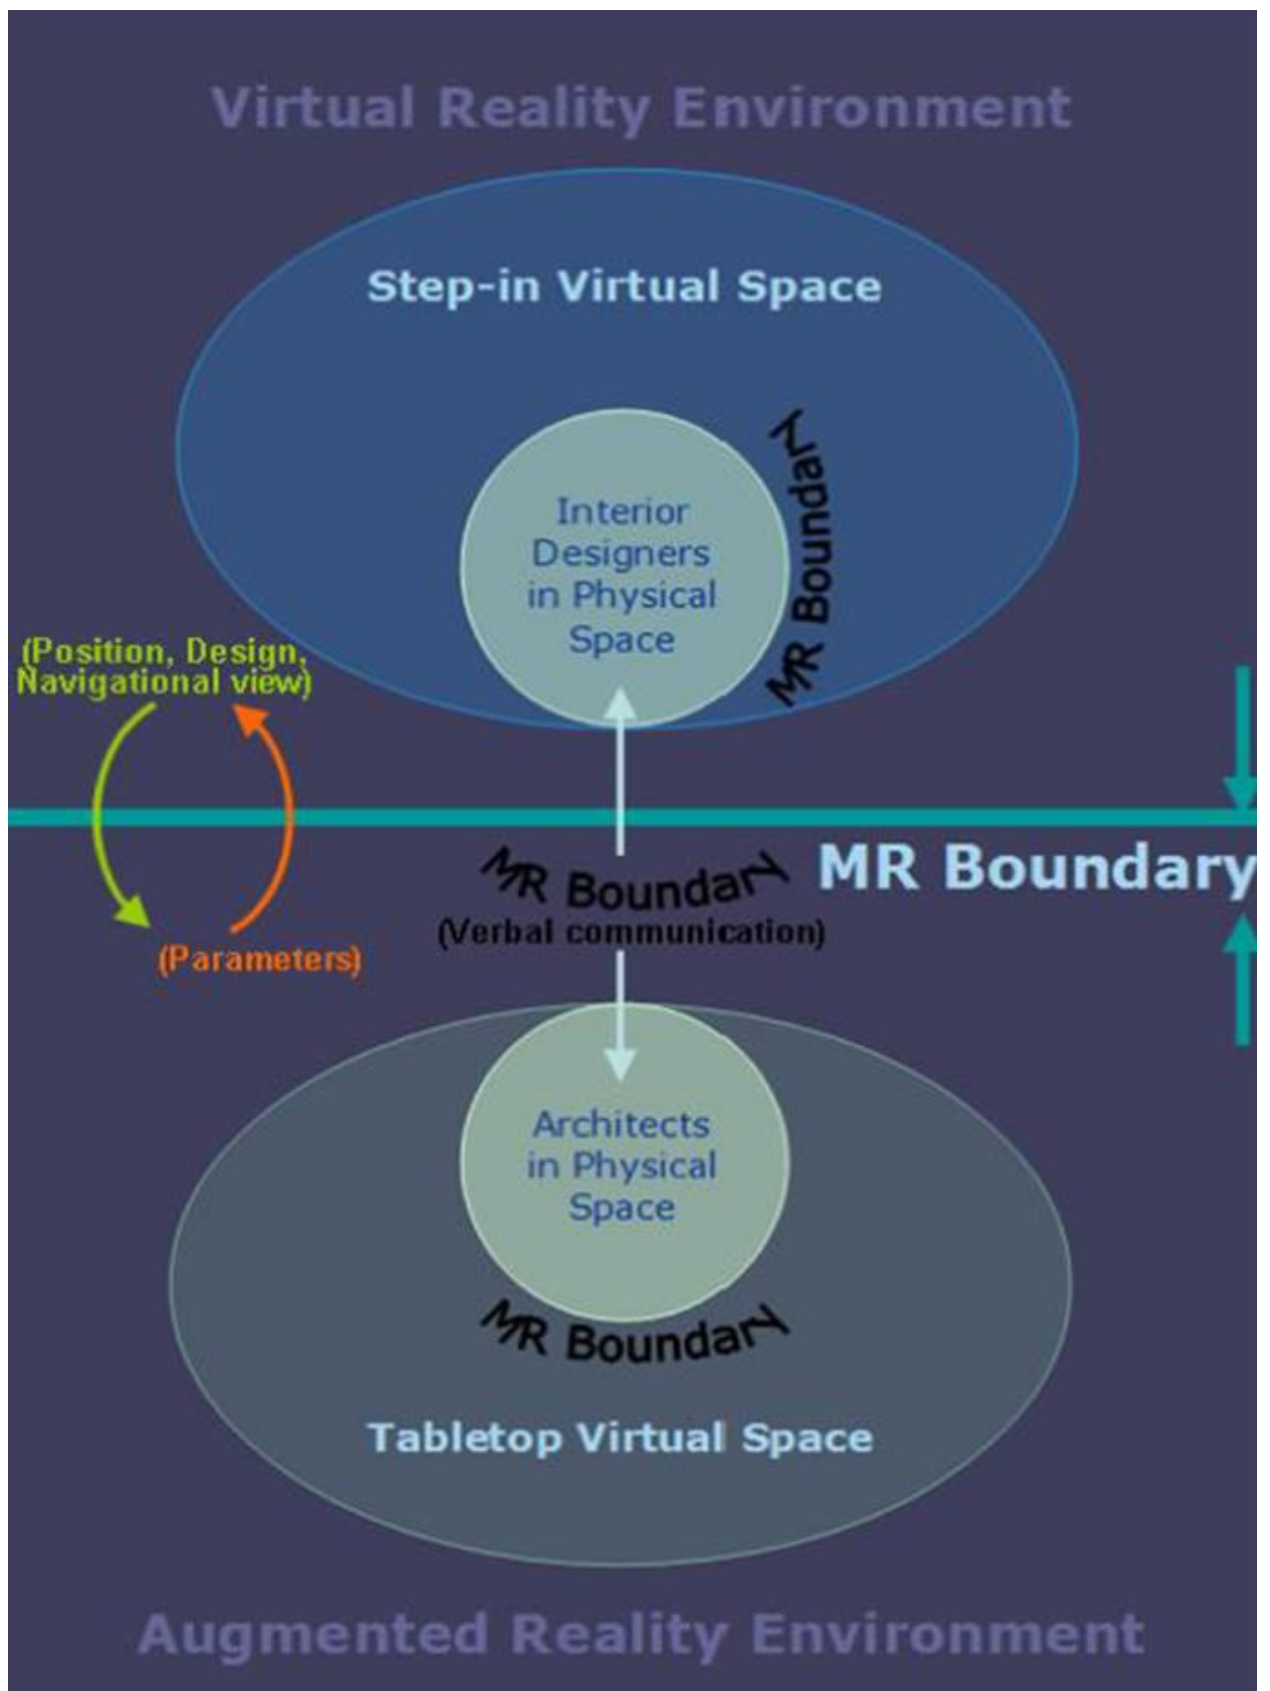 Virtual Reality Environment
Step-in Virtual Space
Interior
Designers
in Physical
Space
MR Boundary
(Position, Design,
Navigational view)
MR Boundary
MR Boundary
(Verbal communication)
(Parameters)
Architects
in Physical
Space
MR Boundary
Tabletop Virtual Space
Augmented Reality Environment